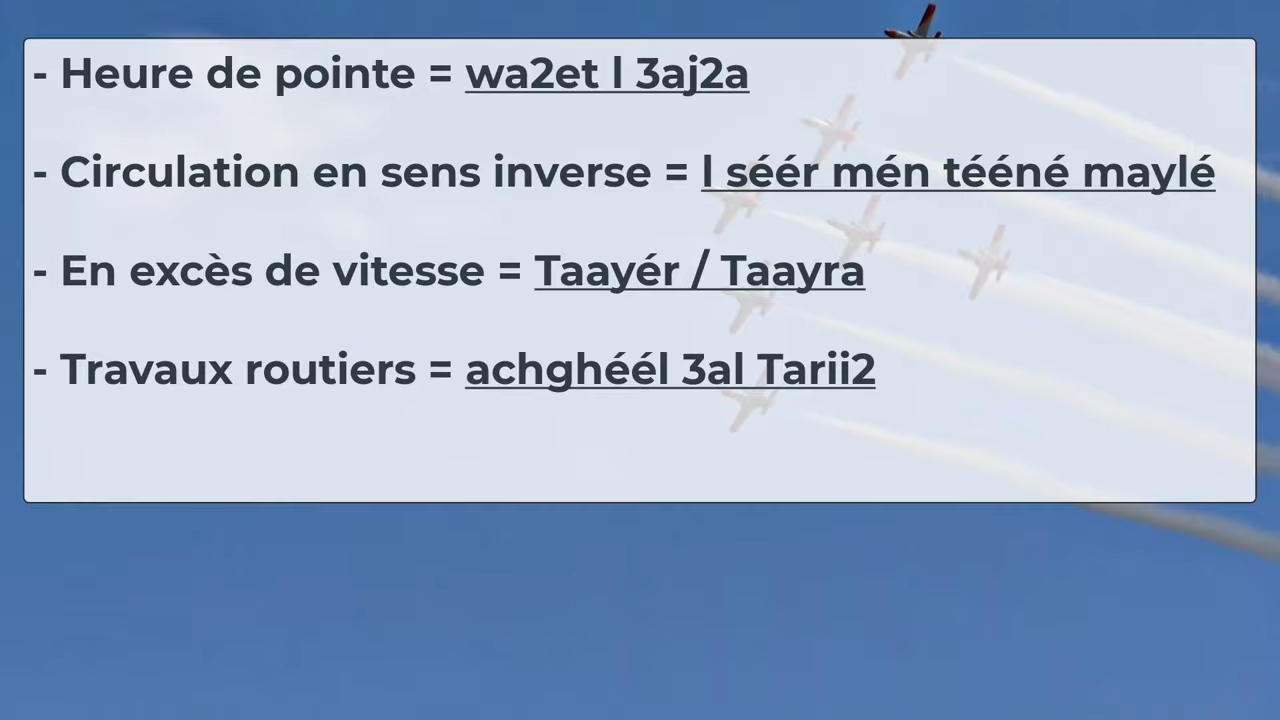 - Heure de pointe = wa2et l 3aj2a
- Circulation en sens inverse = l séér mén tééné maylé
- En excès de vitesse = Taayér / Taayra
- Travaux routiers = achghéél 3al Tarii2